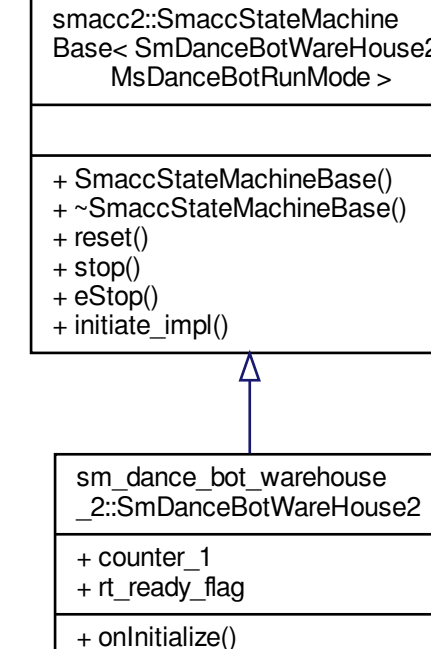 smacc2::SmaccStateMachine
Base< SmDanceBotWareHouse2
MsDanceBotRunMode >
+ SmaccStateMachineBase()
+ ~SmaccStateMachineBase()
+ reset()
+ stop()
+ eStop()
+ initiate_impl()
sm_dance_bot_warehouse
_2::SmDanceBotWareHouse2
+ counter_1
+ rt_ready_flag
+ onInitialize()